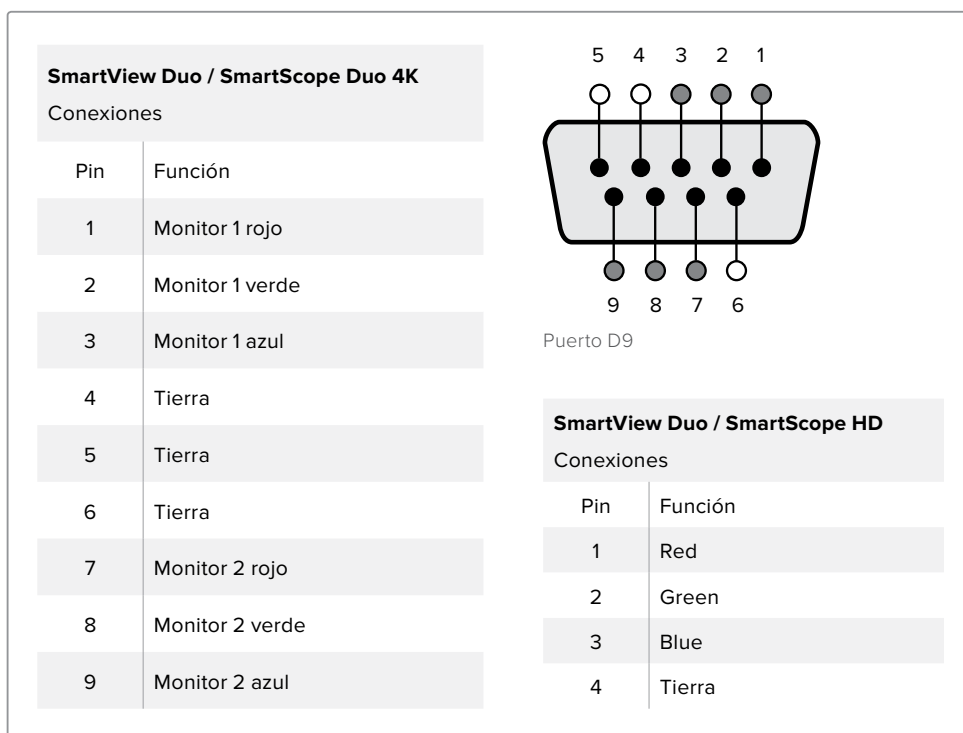 SmartView Duo / SmartScope Duo 4K
Conexiones
Pin Función
1 Monitor 1 rojo
2 Monitor 1 verde
3 Monitor 1 azul
4 Tierra
5 Tierra
6 Tierra
7 Monitor 2 rojo
8 Monitor 2 verde
9 Monitor 2 azul
5 4 3 2 1
9 8 7 6
Puerto D9
SmartView Duo / SmartScope HD
Conexiones
Pin Función
1 Red
2 Green
3 Blue
4 Tierra